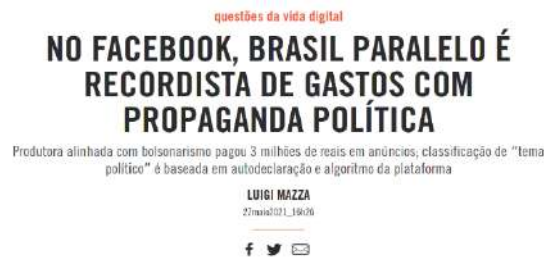 questões da vida digital
NO FACEBOOK, BRASIL PARALELO É
RECORDISTA DE GASTOS COM
PROPAGANDA POLÍTICA
Produtora alinhada com bolsonarismo pagou 3 milhões de reais em anúncios; classificação de “tema
político” é baseada em autodeclaração e algoritmo da plataforma
LUIGI MAZZA
27maio2021_16h26